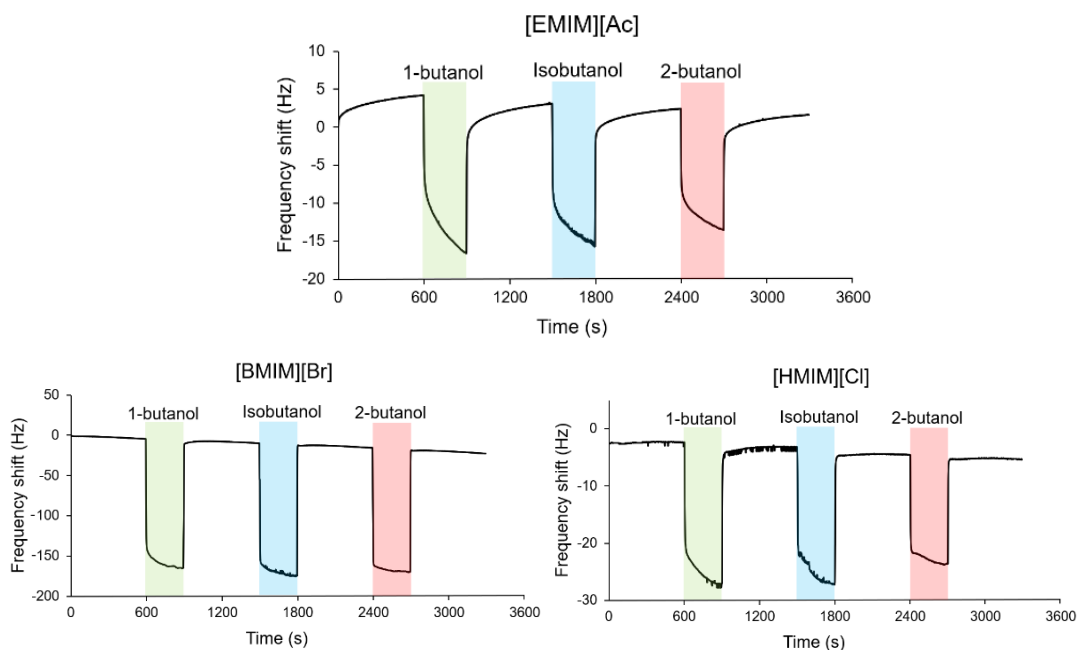 [EMIM][Ac]
1-butanol Isobutanol 2-butanol
Frequency shift (Hz)
10
5
0
-5
-10
-15
-20
0 600 1200 1800 2400 3000 3600
Time (s)
[BMIM][Br]
1-butanol Isobutanol 2-butanol
Frequency shift (Hz)
50
0
-50
-100
-150
-200
0 600 1200 1800 2400 3000 3600
Time (s)
[HMIM][Cl]
1-butanol Isobutanol 2-butanol
Frequency shift (Hz)
0
-10
-20
-30
0 600 1200 1800 2400 3000 3600
Time (s)